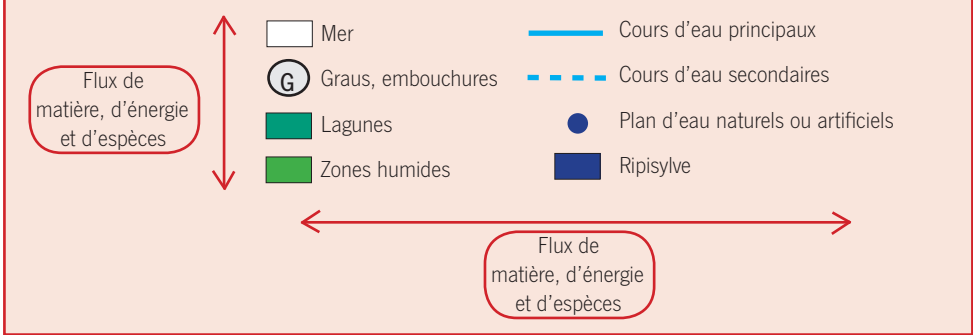 Flux de
matière, d'énergie
et d'espèces
Mer
G Graus, embouchures
Lagunes
Zones humides
Cours d'eau principaux
Cours d'eau secondaires
Plan d'eau naturels ou artificiels
Ripisylve
Flux de
matière, d'énergie
et d'espèces